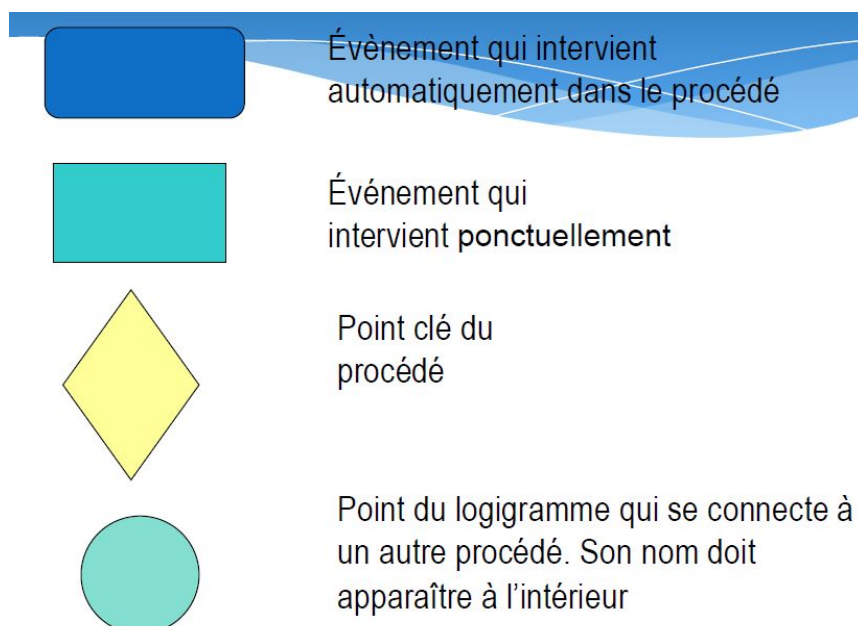 Évènement qui intervient
automatiquement dans le procédé
Événement qui
intervient ponctuellement
Point clé du
procédé
Point du logigramme qui se connecte à
un autre procédé. Son nom doit
apparaître à l’intérieur